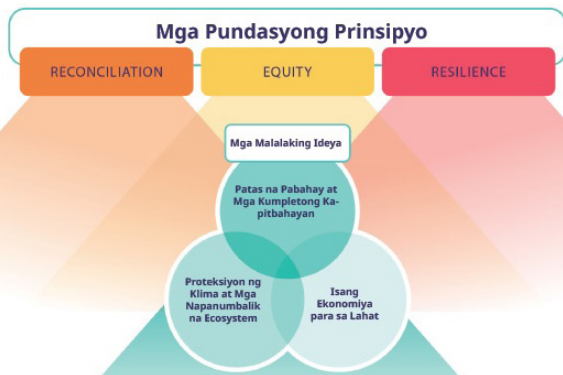 Mga Pundasyong Prinsipyo
RECONCILIATION
EQUITY
RESILIENCE
Mga Malalaking Ideya
Patas na Pabahay at
Mga Kumpletong Ka-
pitbahayan
Proteksiyon ng
Klima at Mga
Napanumbalik
na Ecosystem
Isang
Ekonomiya
para sa Lahat